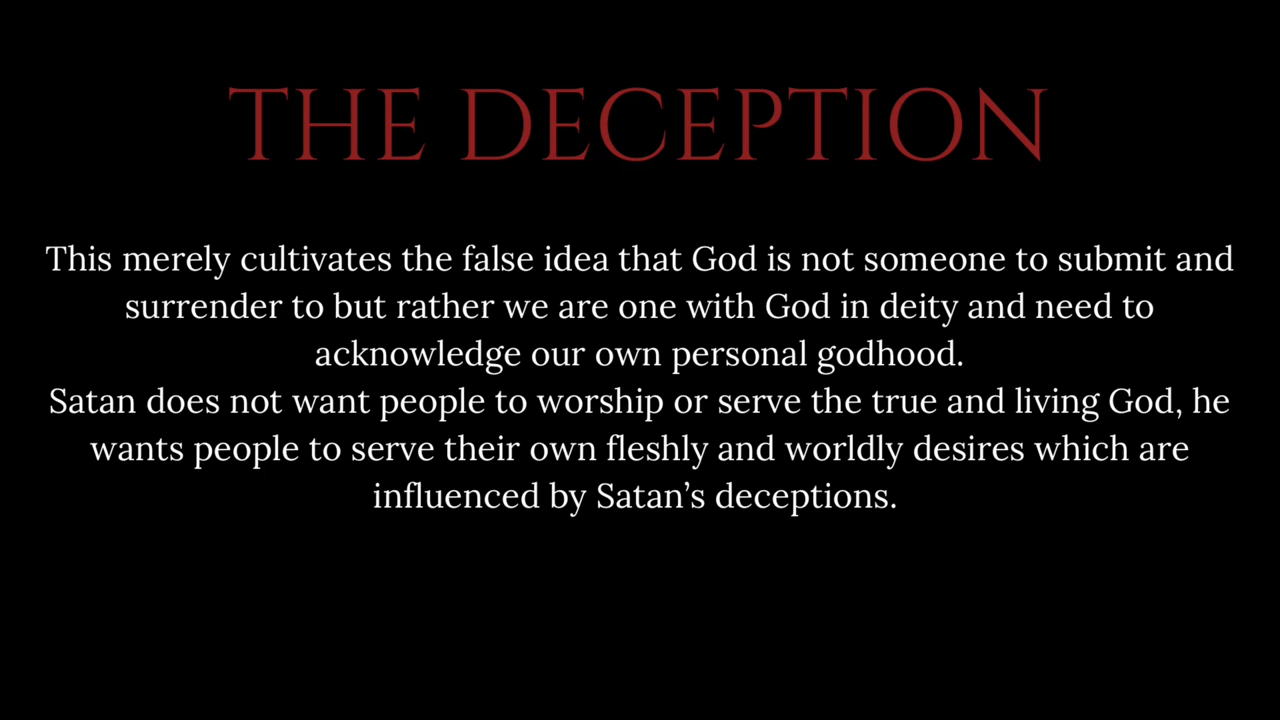 THE DECEPTION
This merely cultivates the false idea that God is not someone to submit and
surrender to but rather we are one with God in deity and need to
acknowledge our own personal godhood.
Satan does not want people to worship or serve the true and living God, he
wants people to serve their own fleshly and worldly desires which are
influenced by Satan’s deceptions.